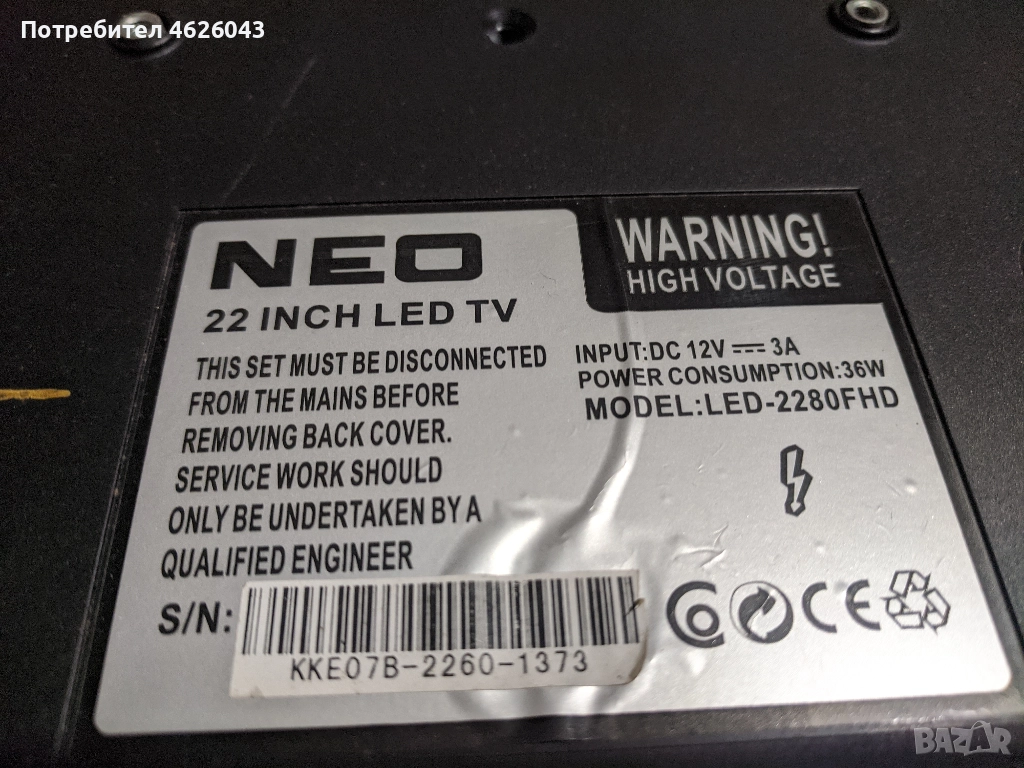 Потребител 4626043
NEO
22 INCH LED TV
THIS SET MUST BE DISCONNECTED
FROM THE MAINS BEFORE
REMOVING BACK COVER.
SERVICE WORK SHOULD
ONLY BE UNDERTAKEN BY A
QUALIFIED ENGINEER
S/N:
KKE07B-2260-1373
WARNING!
HIGH VOLTAGE
INPUT:DC 12V ⎓ 3A
POWER CONSUMPTION:36W
MODEL:LED-2280FHD
CE
BAZAR